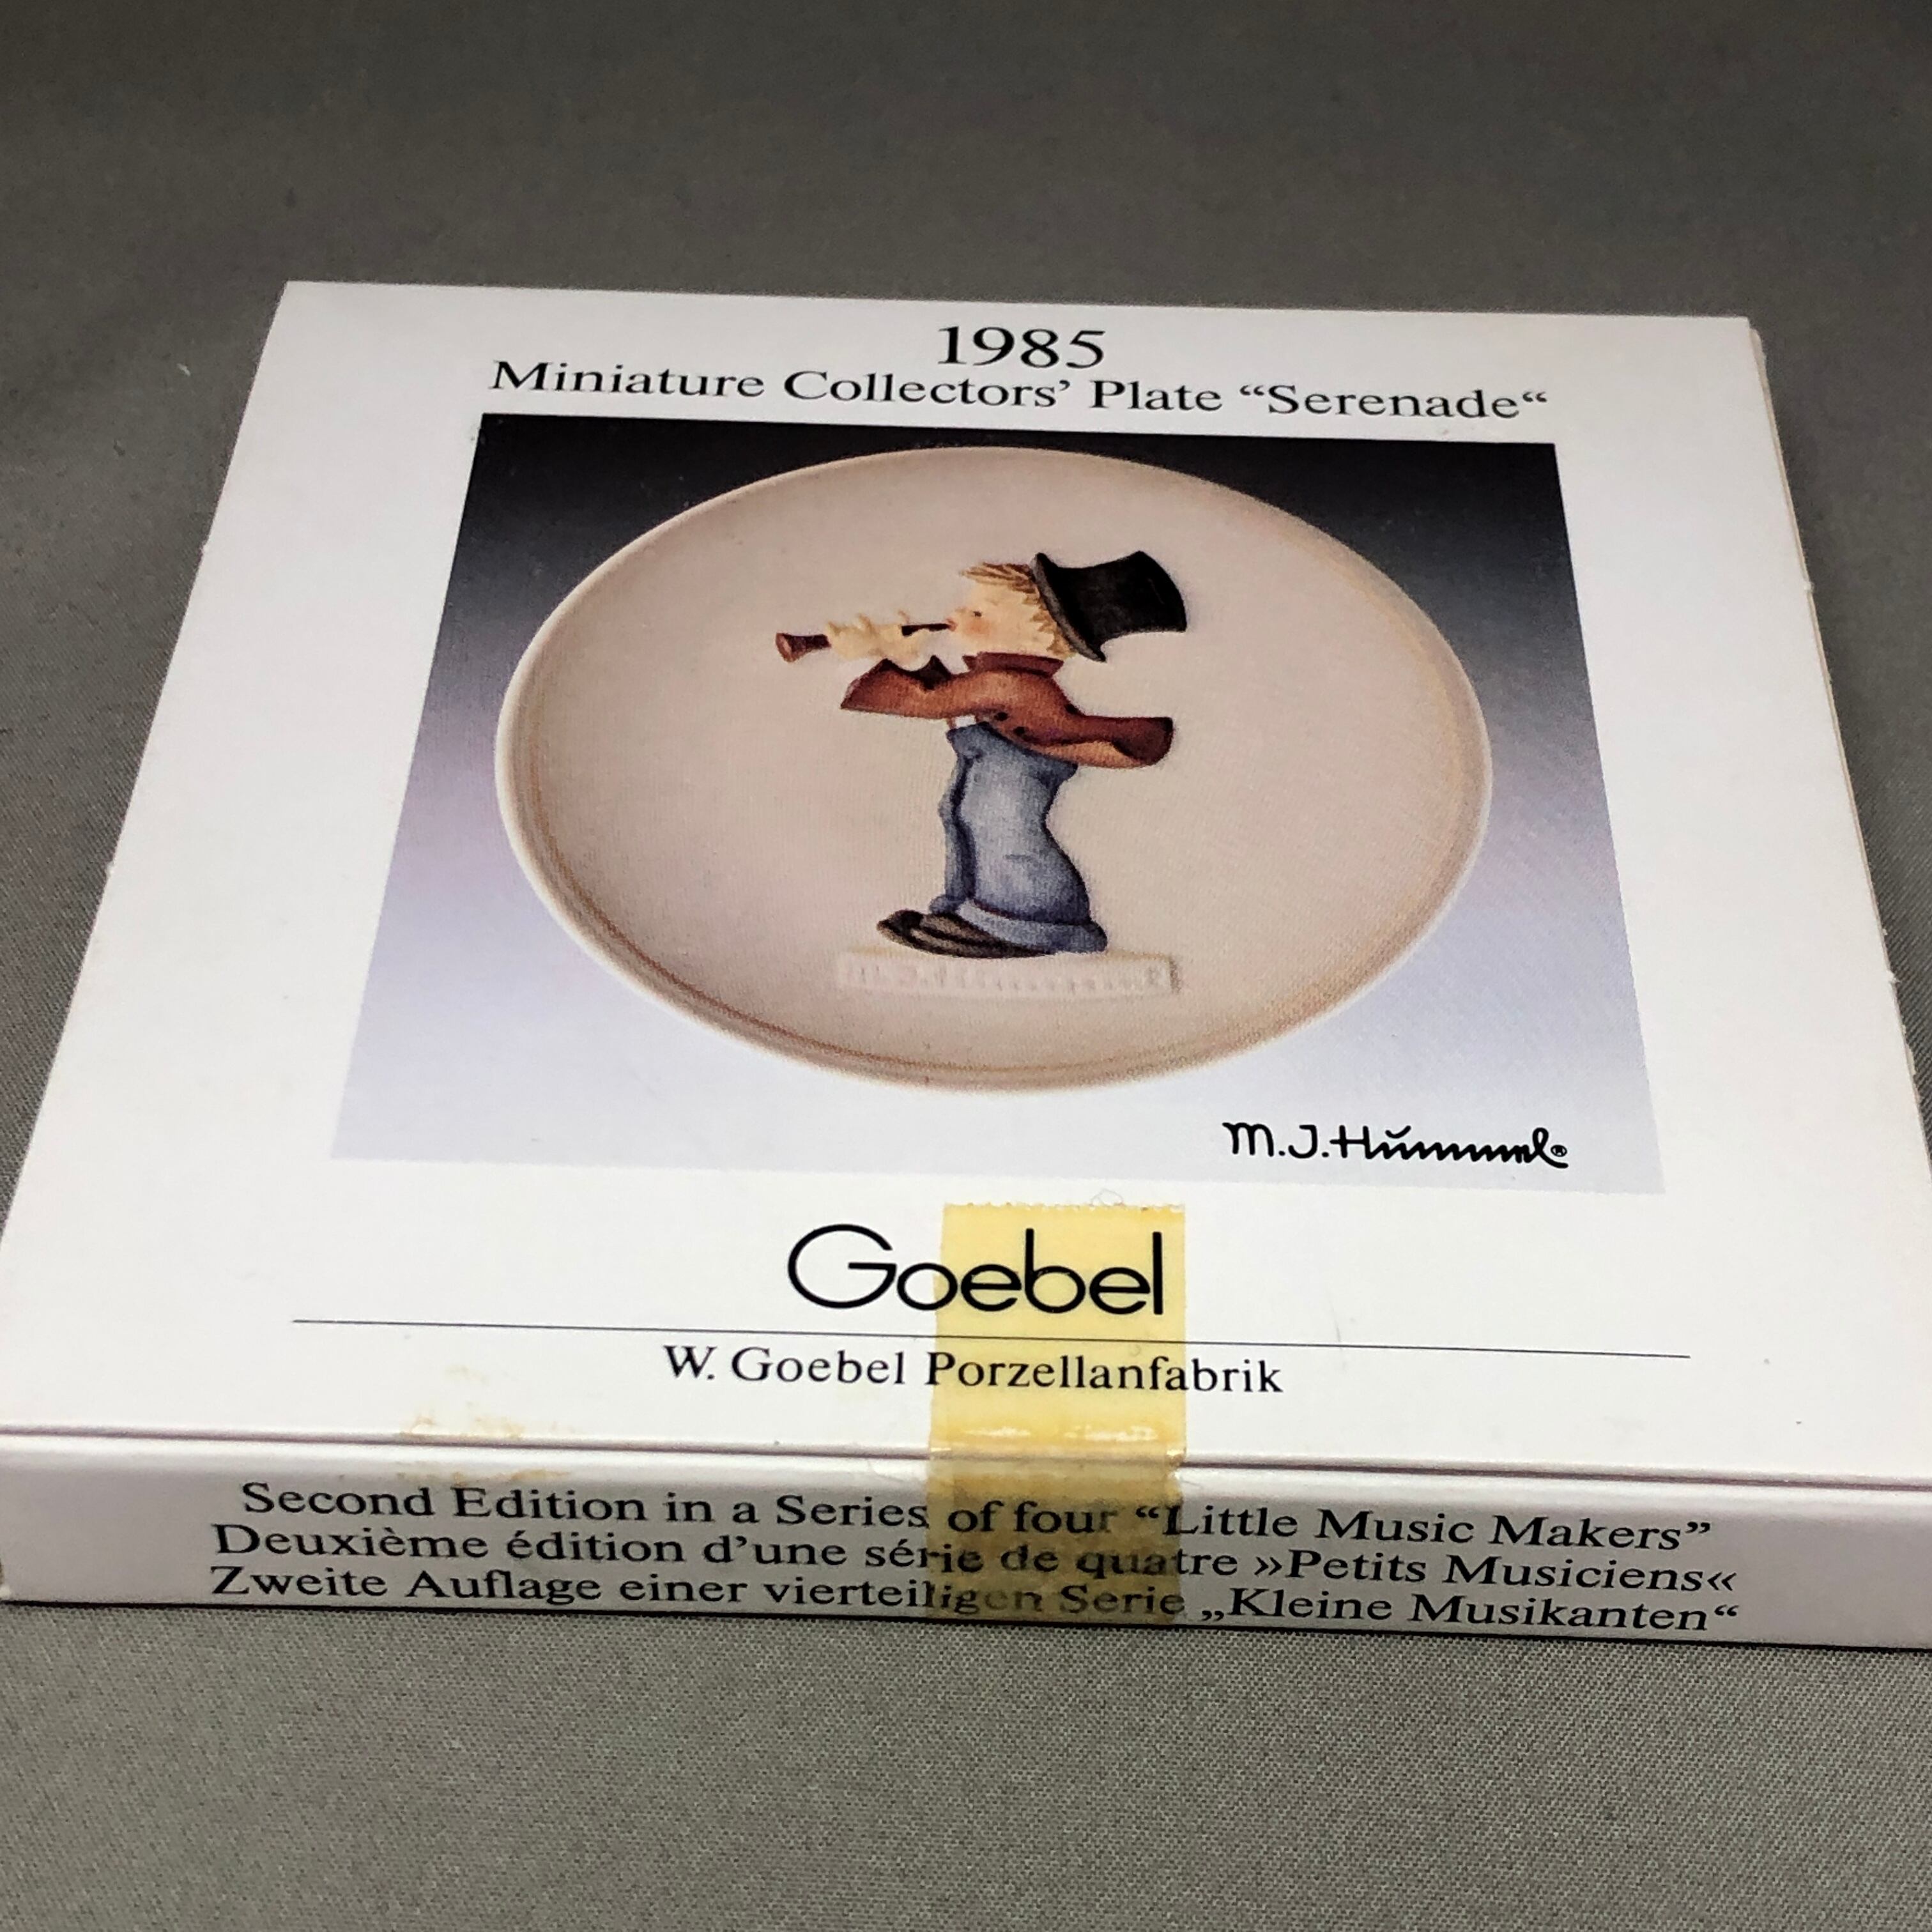 1985
Miniature Collectors’ Plate “Serenade“
M.J.Hummel®
Goebel
W. Goebel Porzellanfabrik
Second Edition in a Series of four “Little Music Makers”
Deuxième édition d’une série de quatre »Petits Musiciens«
Zweite Auflage einer vierteiligen Serie „Kleine Musikanten“